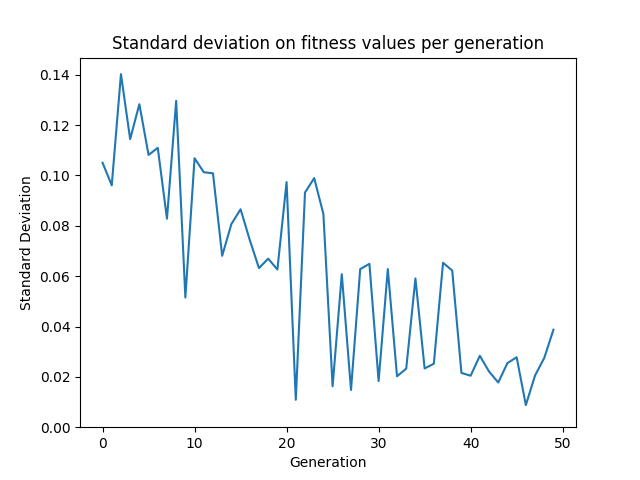 Standard deviation on fitness values per generation
0.14
0.12
0.10
0.08
0.06
0.04
0.02
0.00
Standard Deviation
0 10 20 30 40 50
Generation